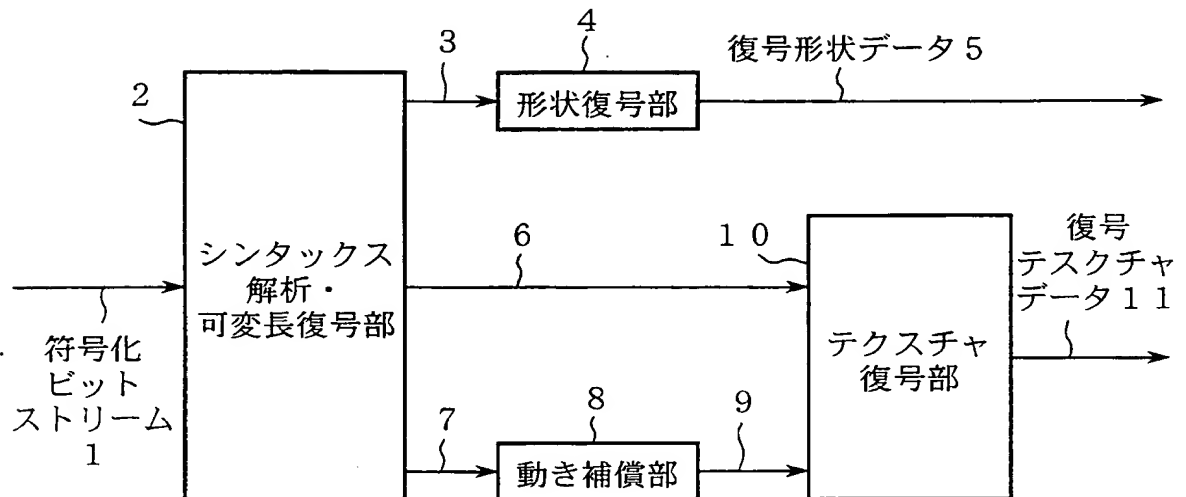 3
4
復号形状データ5
2
形状復号部
シンタックス
解析・
可変長復号部
6
10
復号
テスクチャ
データ11
符号化
ビット
ストリーム
1
テクスチャ
復号部
7
8
9
動き補償部